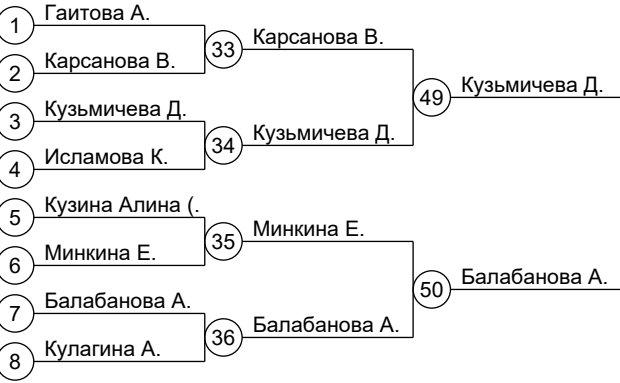 1 Гаитова А.
33 Карсанова В.
2 Карсанова В.
49 Кузьмичева Д.
3 Кузьмичева Д.
34 Кузьмичева Д.
4 Исламова К.
5 Кузина Алина (.
35 Минкина Е.
6 Минкина Е.
50 Балабанова А.
7 Балабанова А.
36 Балабанова А.
8 Кулагина А.